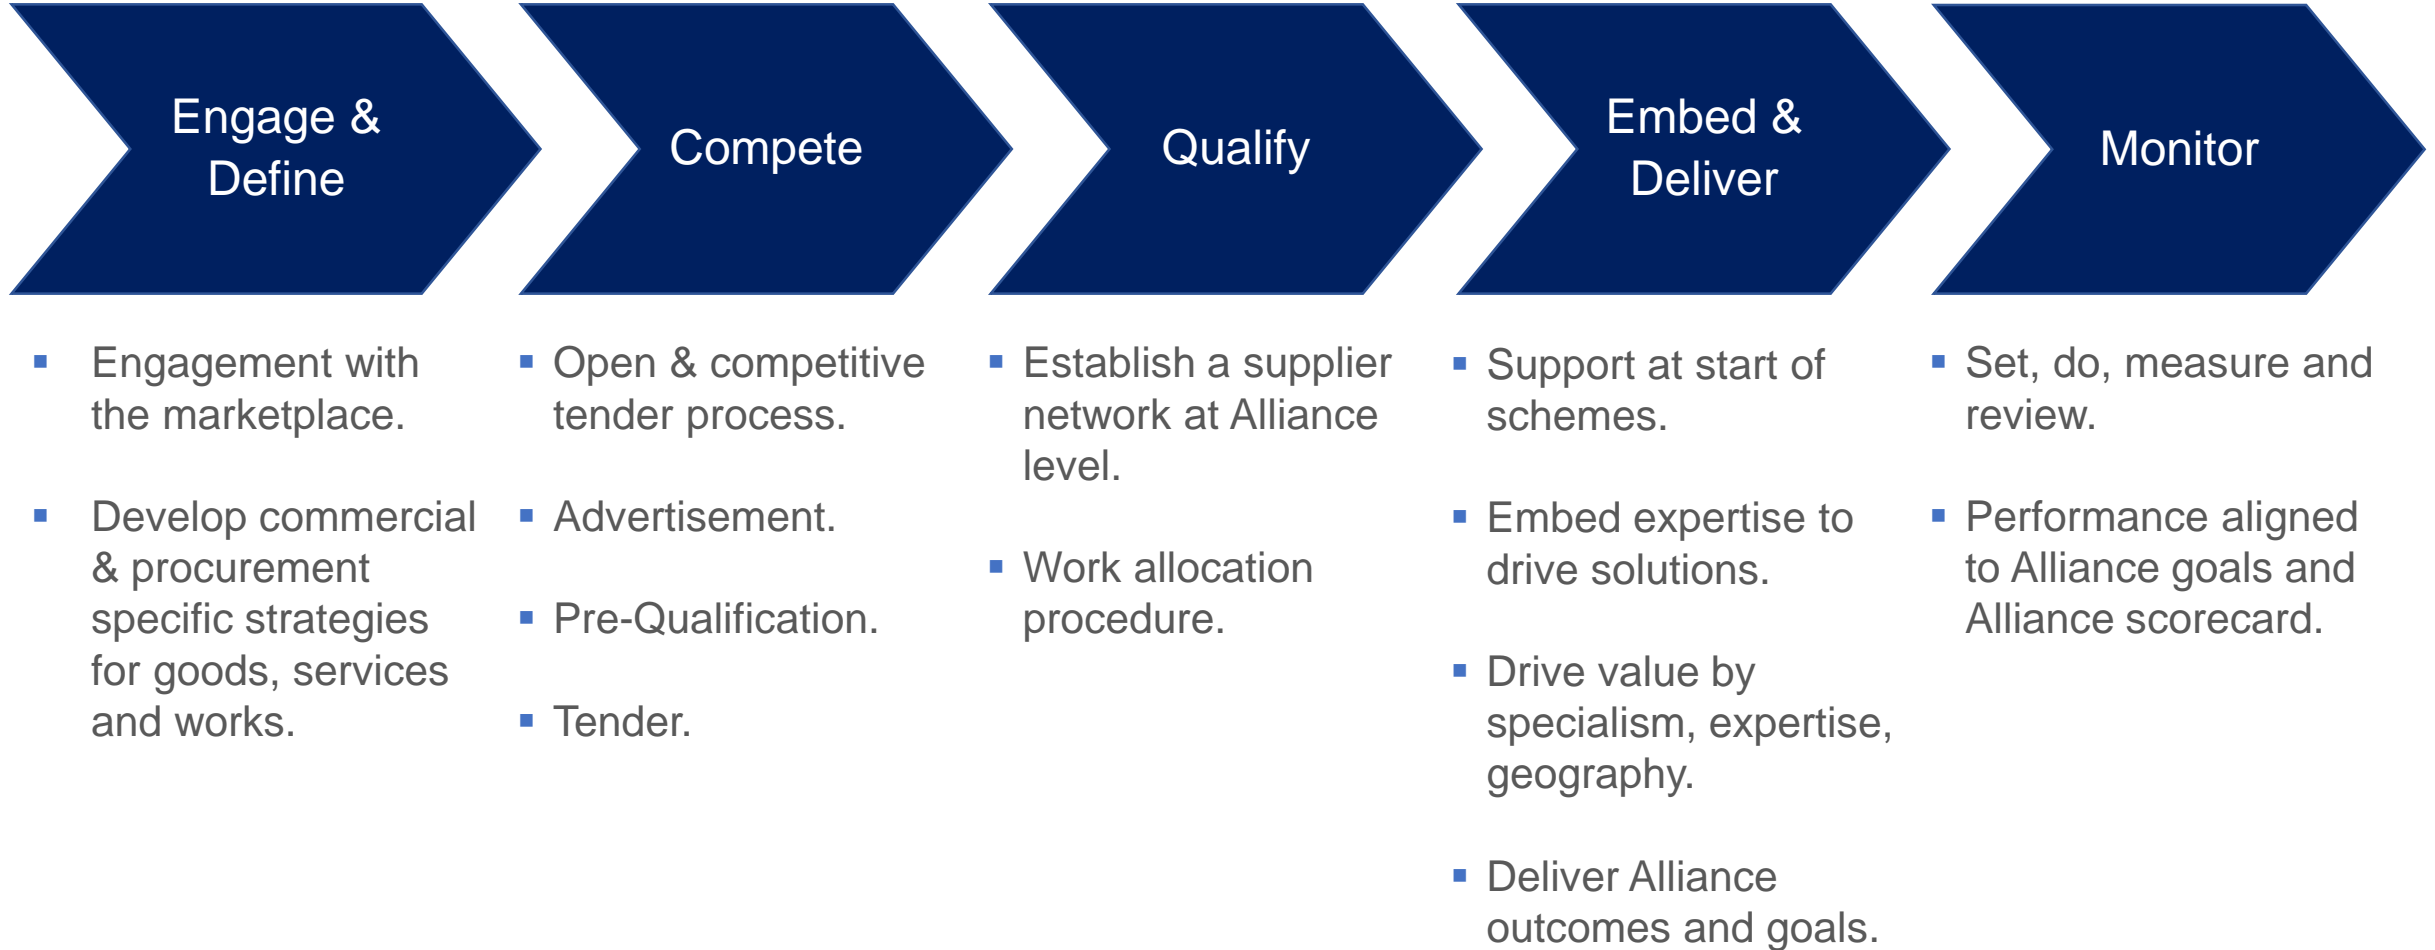 Engage &
Define
Compete
Qualify
Embed &
Deliver
Monitor
▪ Engagement with
the marketplace.
▪ Develop commercial
& procurement
specific strategies
for goods, services
and works.
▪ Open & competitive
tender process.
▪ Advertisement.
▪ Pre-Qualification.
▪ Tender.
▪ Establish a supplier
network at Alliance
level.
▪ Work allocation
procedure.
▪ Support at start of
schemes.
▪ Embed expertise to
drive solutions.
▪ Drive value by
specialism, expertise,
geography.
▪ Deliver Alliance
outcomes and goals.
▪ Set, do, measure and
review.
▪ Performance aligned
to Alliance goals and
Alliance scorecard.